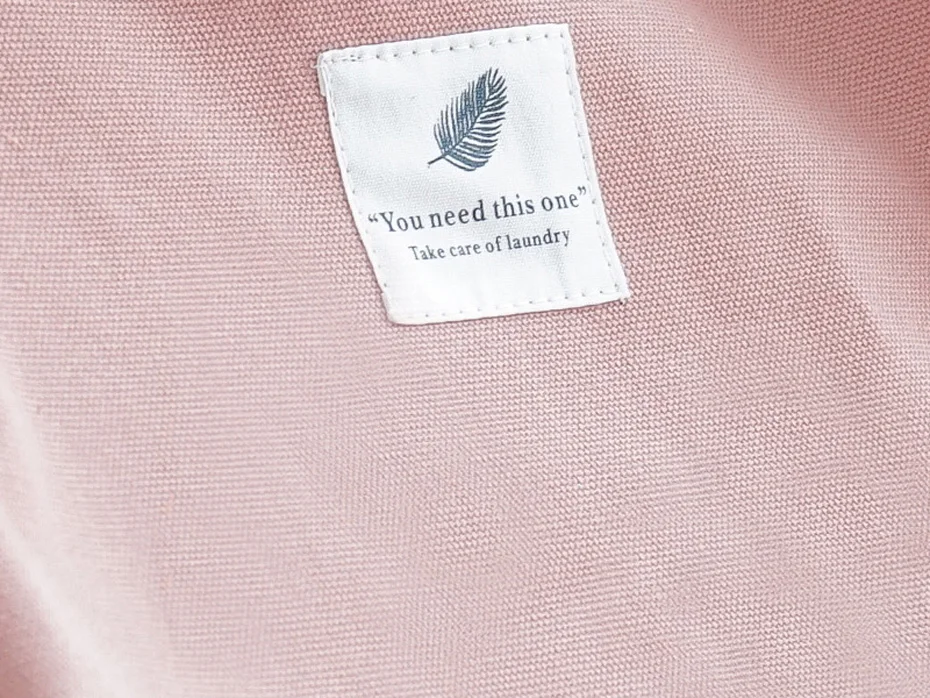 “You need this one”
Take care of laundry